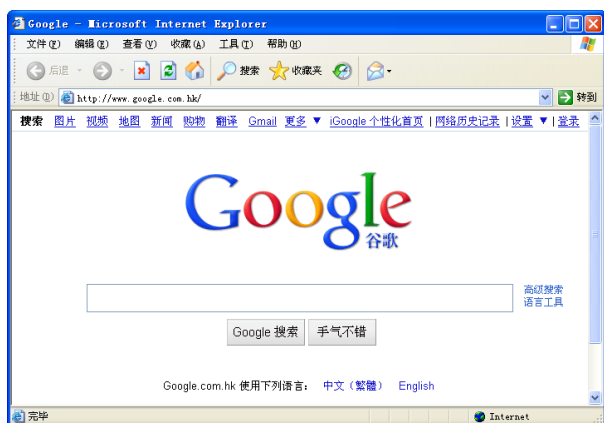 Google - Microsoft Internet Explorer
文件(F) 编辑(E) 查看(V) 收藏(A) 工具(T) 帮助(H)
后退 搜索 收藏夹
地址(D) http://www.google.com.hk/ 转到
搜索 图片 视频 地图 新闻 购物 翻译 Gmail 更多 ▼ iGoogle 个性化首页 | 网络历史记录 | 设置 ▼ | 登录
Google
谷歌
高级搜索
语言工具
Google 搜索 手气不错
Google.com.hk 使用下列语言： 中文（繁體） English
完毕 Internet